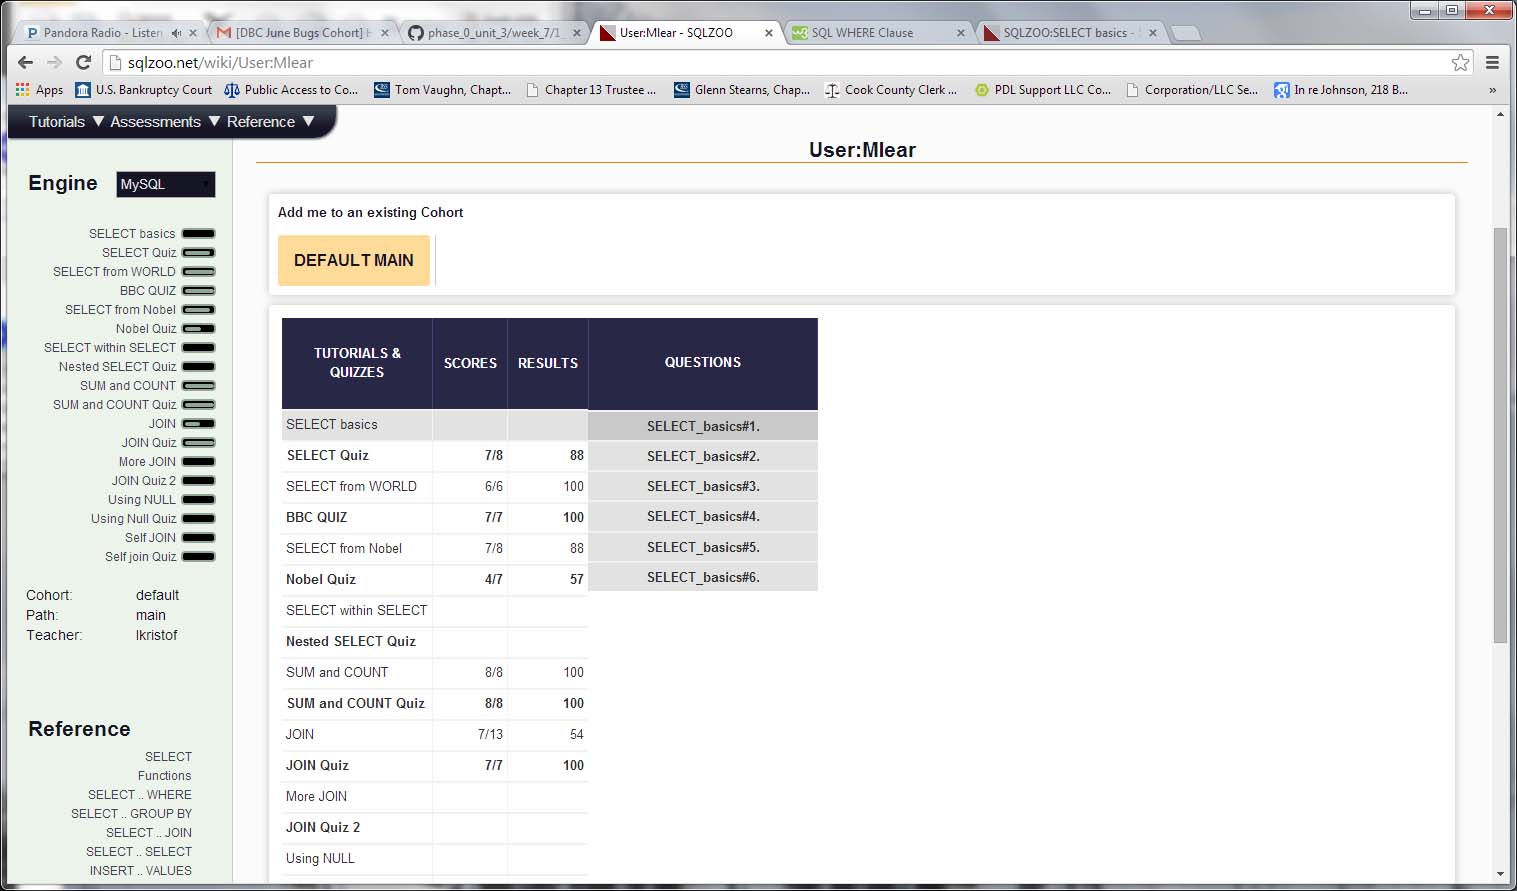 Pandora Radio - Listen
[DBC June Bugs Cohort]
phase_0_unit_3/week_7/1
User:Mlear - SQLZOO
SQL WHERE Clause
SQLZOO:SELECT basics -
sqlzoo.net/wiki/User:Mlear
Apps
U.S. Bankruptcy Court
Public Access to Co...
Tom Vaughn, Chapt...
Chapter 13 Trustee ...
Glenn Stearns, Chap...
Cook County Clerk ...
PDL Support LLC Co...
Corporation/LLC Se...
In re Johnson, 218 B...
»
Tutorials ▼ Assessments ▼ Reference ▼
User:Mlear
Engine MySQL
SELECT basics
SELECT Quiz
SELECT from WORLD
BBC QUIZ
SELECT from Nobel
Nobel Quiz
SELECT within SELECT
Nested SELECT Quiz
SUM and COUNT
SUM and COUNT Quiz
JOIN
JOIN Quiz
More JOIN
JOIN Quiz 2
Using NULL
Using Null Quiz
Self JOIN
Self join Quiz
Cohort: default
Path: main
Teacher: lkristof
Reference
SELECT
Functions
SELECT .. WHERE
SELECT .. GROUP BY
SELECT .. JOIN
SELECT .. SELECT
INSERT .. VALUES
Add me to an existing Cohort
DEFAULT MAIN
TUTORIALS & QUIZZES SCORES RESULTS QUESTIONS
SELECT basics
SELECT Quiz 7/8 88
SELECT from WORLD 6/6 100
BBC QUIZ 7/7 100
SELECT from Nobel 7/8 88
Nobel Quiz 4/7 57
SELECT within SELECT
Nested SELECT Quiz
SUM and COUNT 8/8 100
SUM and COUNT Quiz 8/8 100
JOIN 7/13 54
JOIN Quiz 7/7 100
More JOIN
JOIN Quiz 2
Using NULL
SELECT_basics#1.
SELECT_basics#2.
SELECT_basics#3.
SELECT_basics#4.
SELECT_basics#5.
SELECT_basics#6.